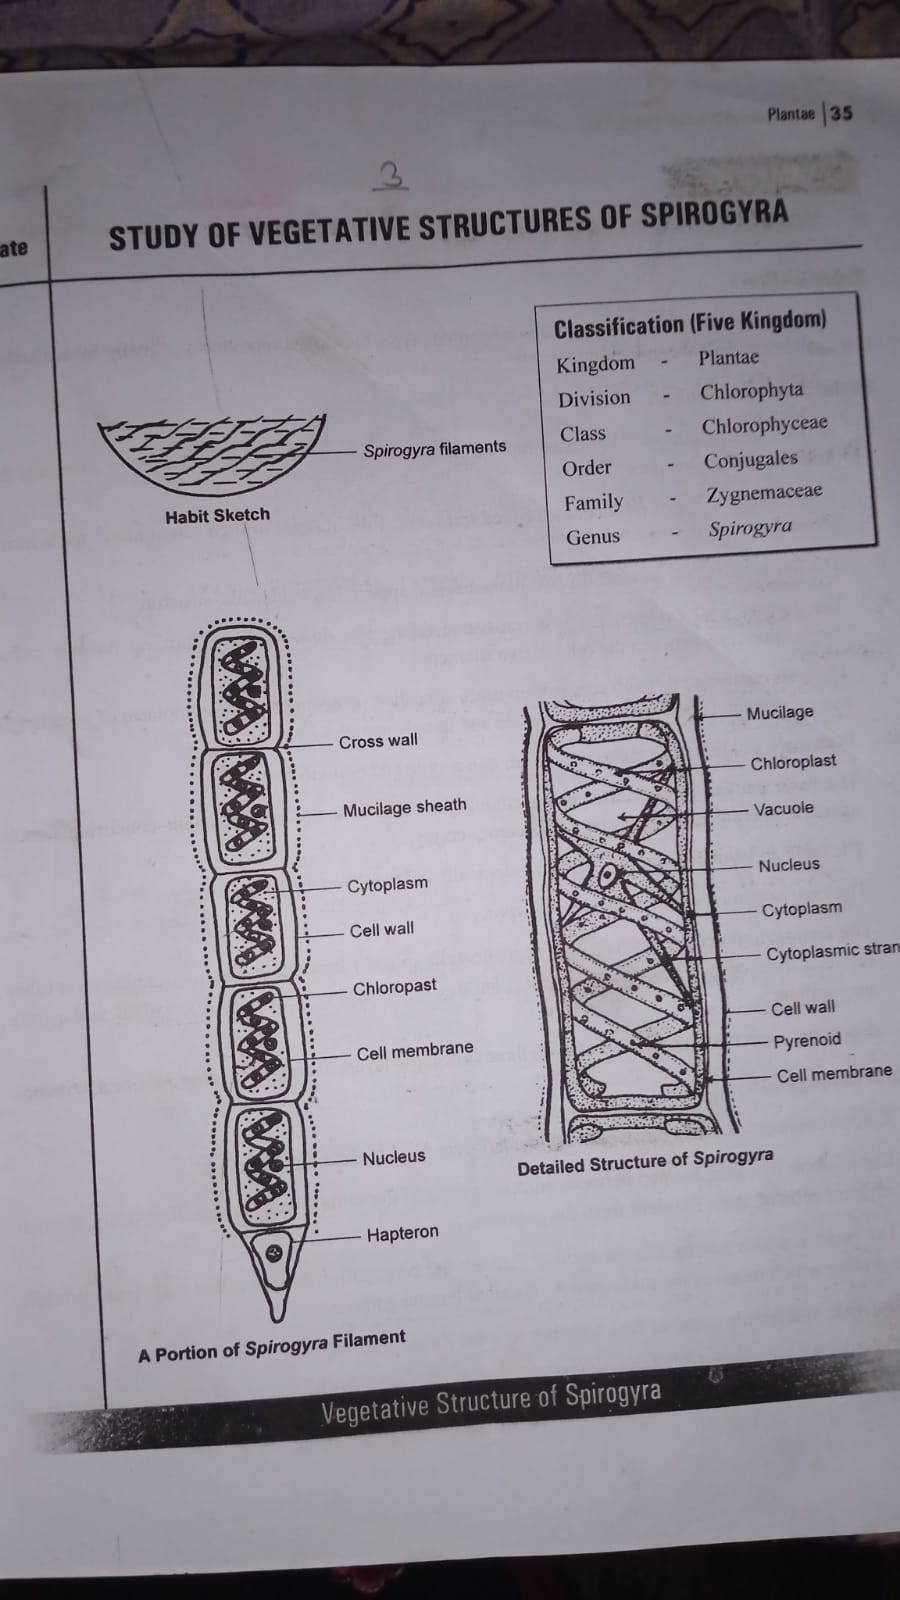 Plantae | 35
3
ate
STUDY OF VEGETATIVE STRUCTURES OF SPIROGYRA
Classification (Five Kingdom)
Kingdom - Plantae
Division - Chlorophyta
Class - Chlorophyceae
Order - Conjugales
Family - Zygnemaceae
Genus - Spirogyra
Spirogyra filaments
Habit Sketch
Cross wall
Mucilage sheath
Cytoplasm
Cell wall
Chloropast
Cell membrane
Nucleus
Hapteron
A Portion of Spirogyra Filament
Mucilage
Chloroplast
Vacuole
Nucleus
Cytoplasm
Cytoplasmic stran
Cell wall
Pyrenoid
Cell membrane
Detailed Structure of Spirogyra
Vegetative Structure of Spirogyra